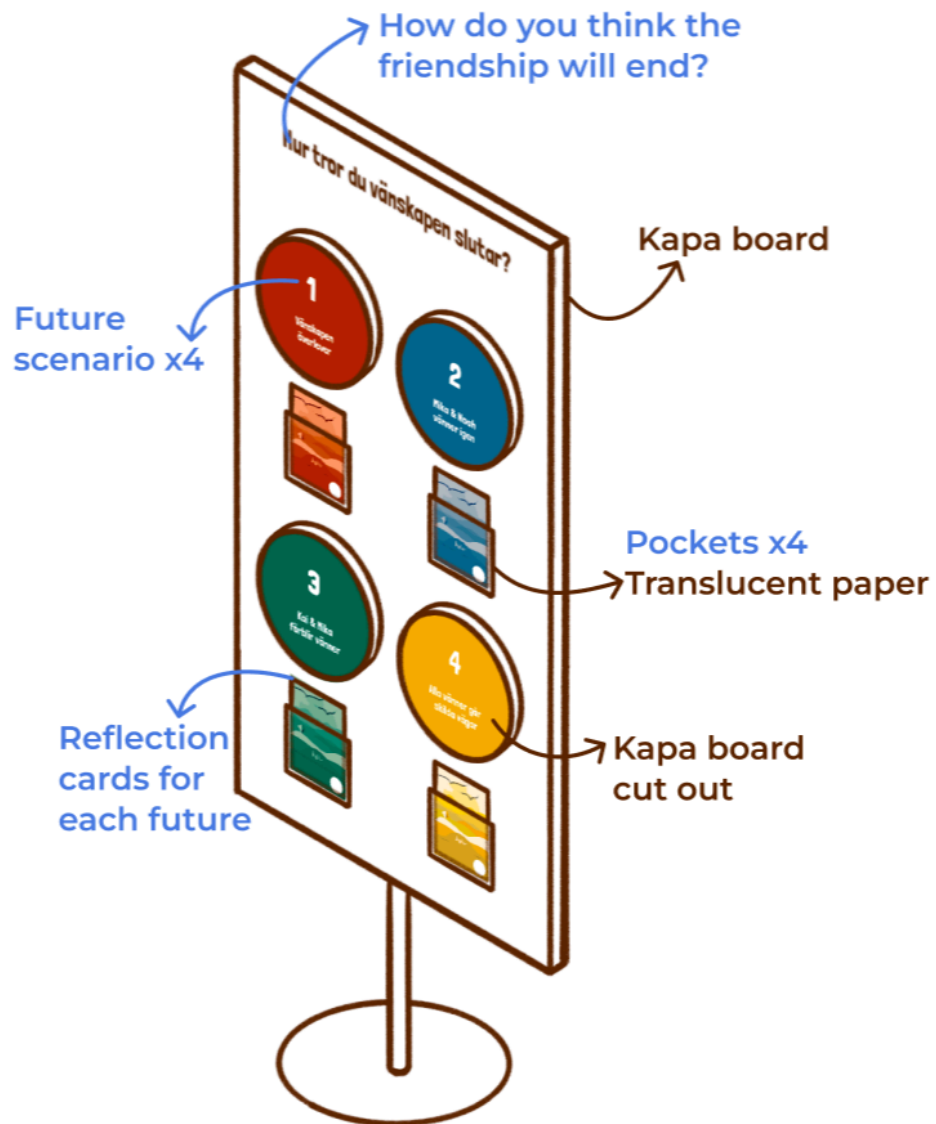 How do you think the
friendship will end?
Hur tror du vänskapen slutar?
Kapa board
1
Vänskapen
överlever
Future
scenario x4
2
Mika & Noah
vänner igen
Pockets x4
Translucent paper
3
Kai & Mika
förblir vänner
4
Alla vänner går
skilda vägar
Reflection
cards for
each future
Kapa board
cut out